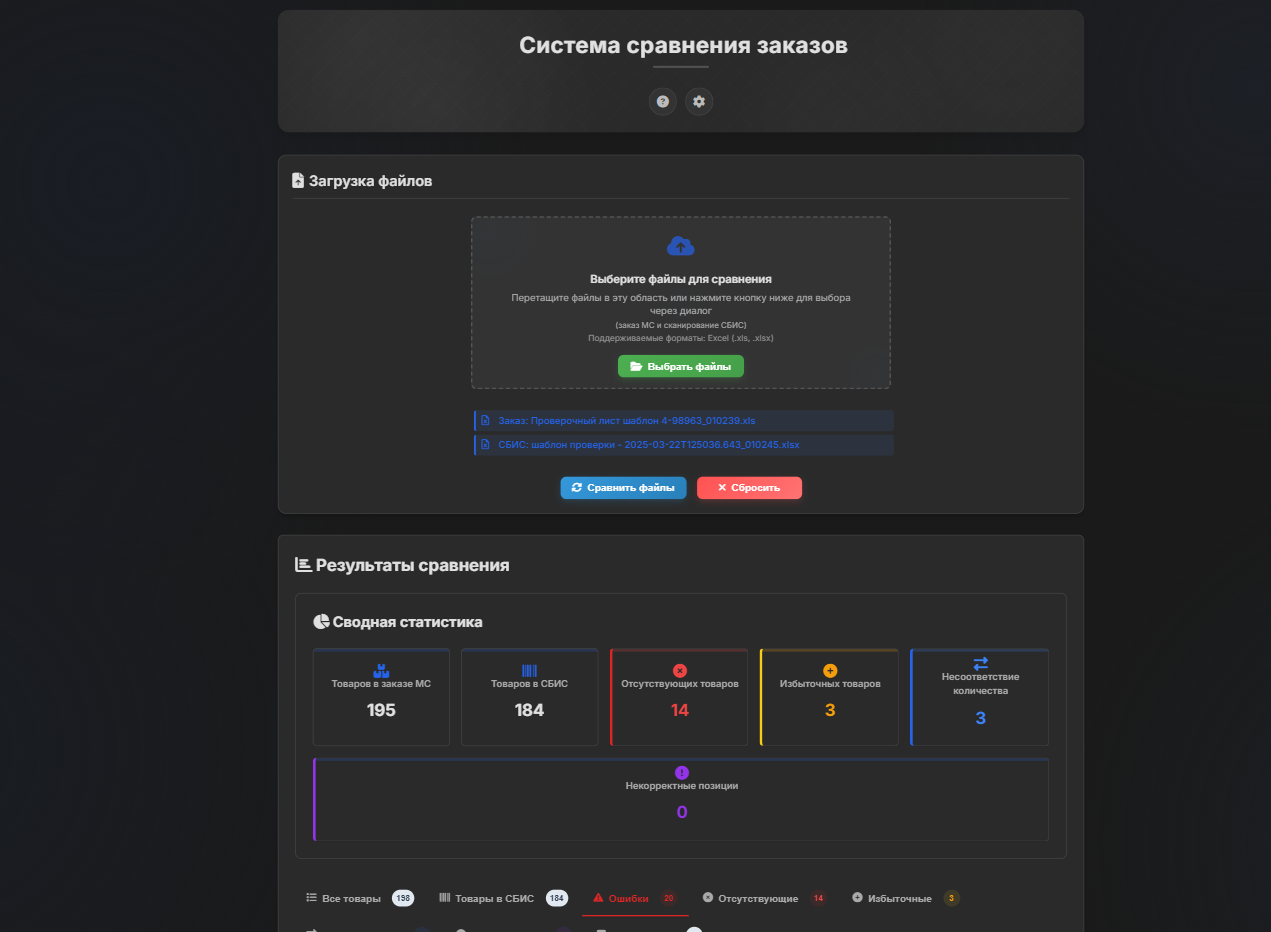 Система сравнения заказов
Загрузка файлов
Выберите файлы для сравнения
Перетащите файлы в эту область или нажмите кнопку ниже для выбора
через диалог
(заказ МС и сканирование СБИС)
Поддерживаемые форматы: Excel (.xls, .xlsx)
Выбрать файлы
Заказ: Проверочный лист шаблон 4-98963_010239.xls
СБИС: шаблон проверки - 2025-03-22T125036.643_010245.xlsx
Сравнить файлы
Сбросить
Результаты сравнения
Сводная статистика
Товаров в заказе МС
195
Товаров в СБИС
184
Отсутствующих товаров
14
Избыточных товаров
3
Несоответствие
количества
3
Некорректные позиции
0
Все товары 198
Товары в СБИС 184
Ошибки 20
Отсутствующие 14
Избыточные 3